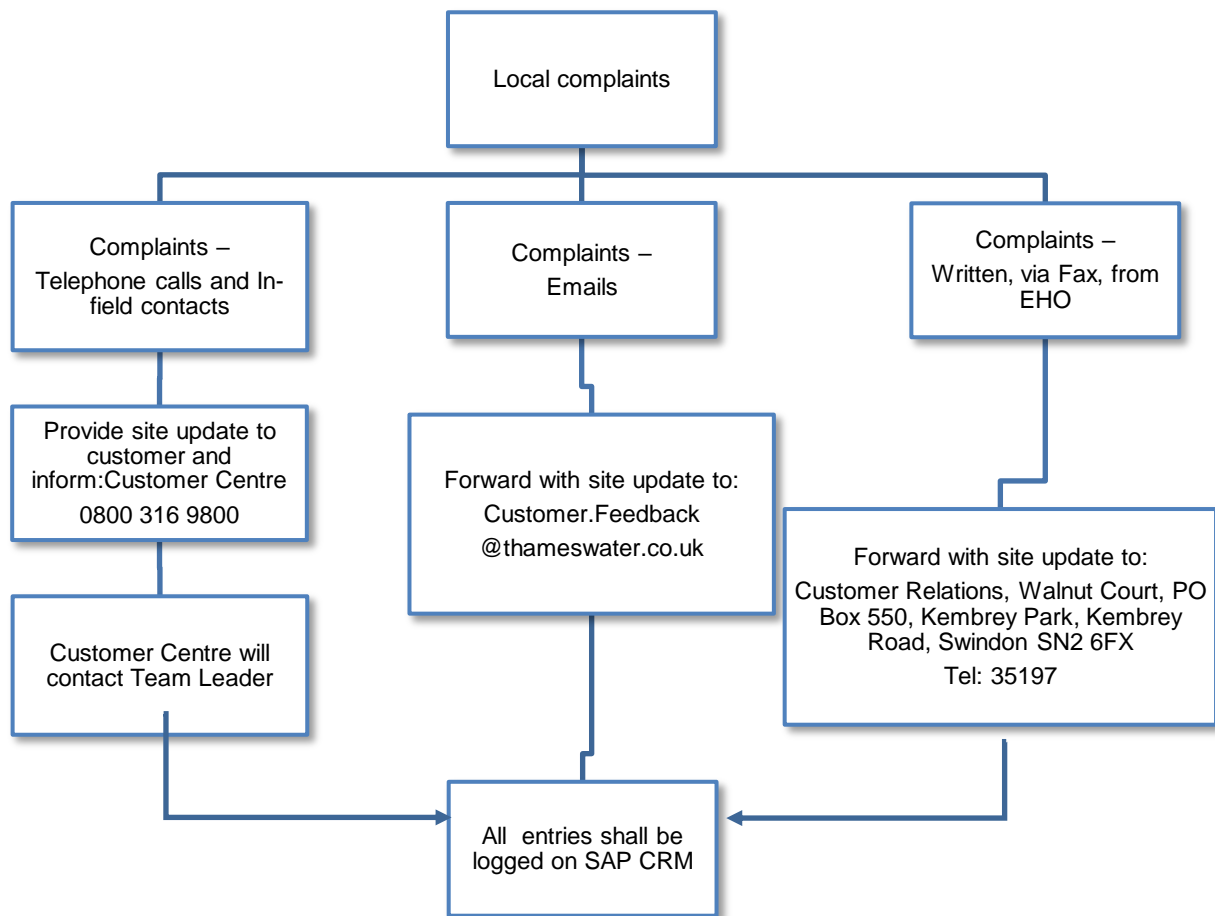 Local complaints
Complaints –
Telephone calls and In-
field contacts
Complaints –
Emails
Complaints –
Written, via Fax, from
EHO
Provide site update to
customer and
inform:Customer Centre
0800 316 9800
Forward with site update to:
Customer.Feedback
@thameswater.co.uk
Forward with site update to:
Customer Relations, Walnut Court, PO
Box 550, Kembrey Park, Kembrey
Road, Swindon SN2 6FX
Tel: 35197
Customer Centre will
contact Team Leader
All  entries shall be
logged on SAP CRM